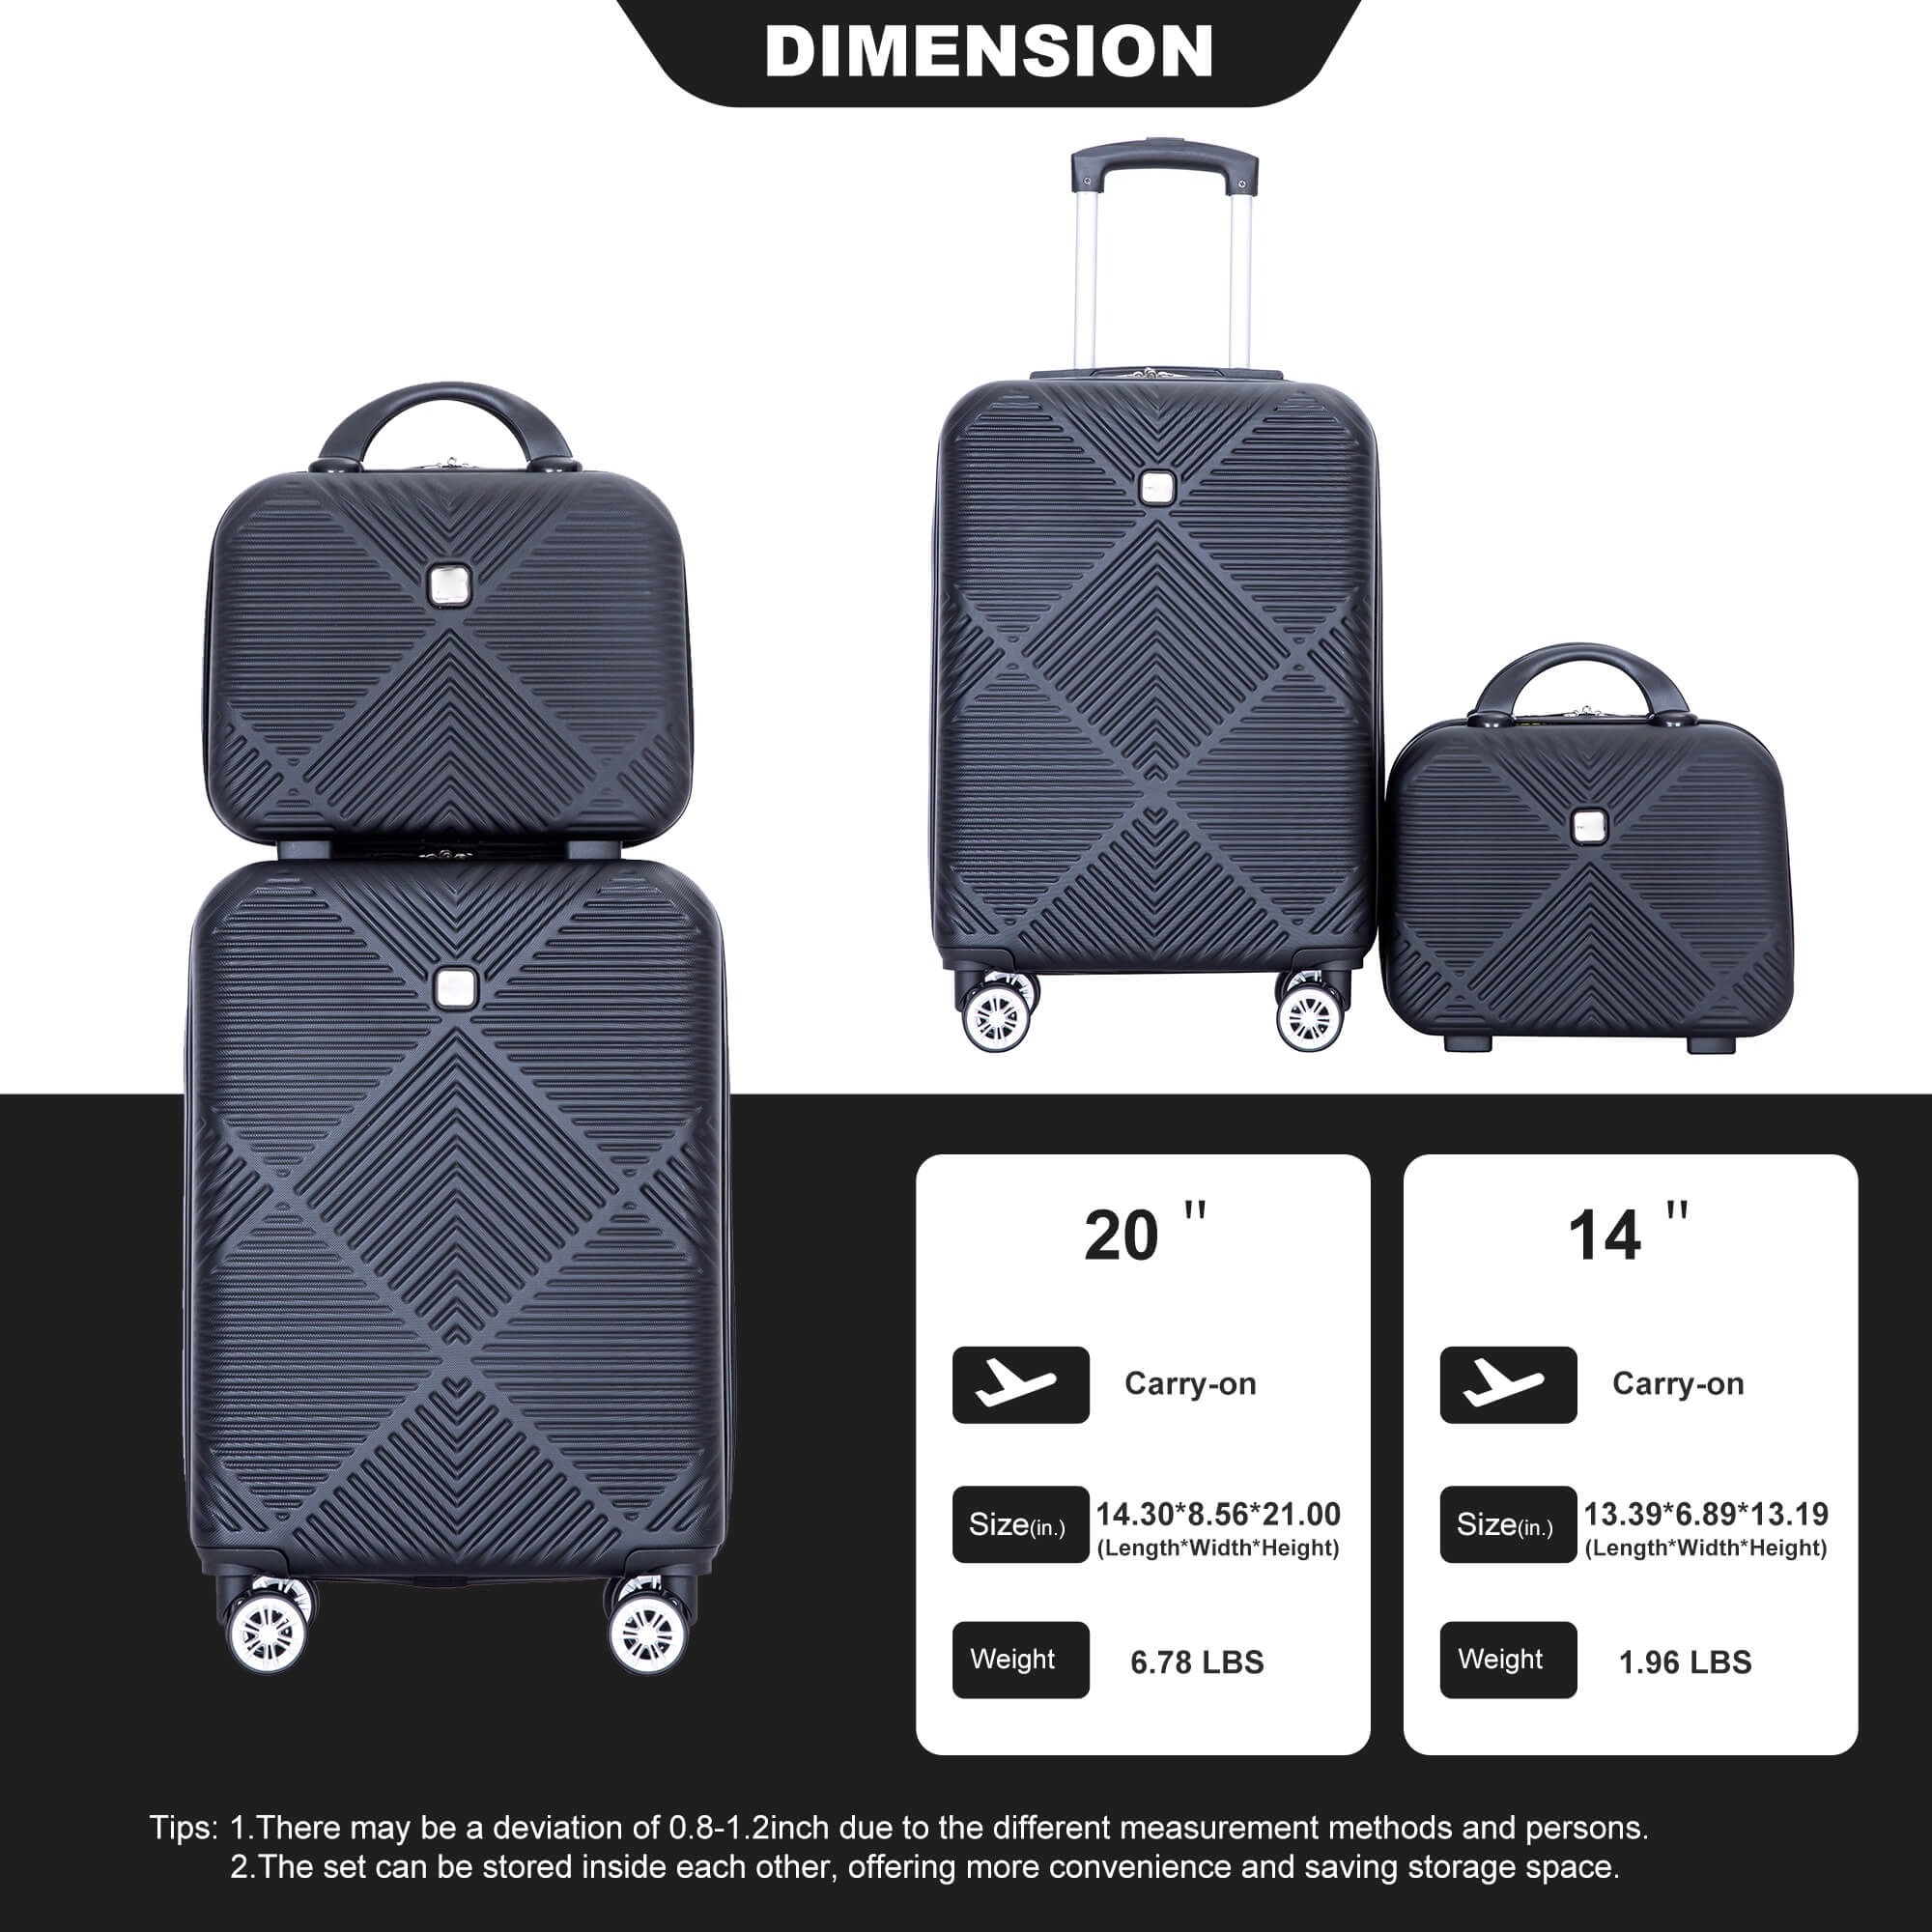 DIMENSION
20 "
Carry-on
Size(in.) 14.30*8.56*21.00
(Length*Width*Height)
Weight 6.78 LBS
14 "
Carry-on
Size(in.) 13.39*6.89*13.19
(Length*Width*Height)
Weight 1.96 LBS
Tips: 1.There may be a deviation of 0.8-1.2inch due to the different measurement methods and persons.
2.The set can be stored inside each other, offering more convenience and saving storage space.